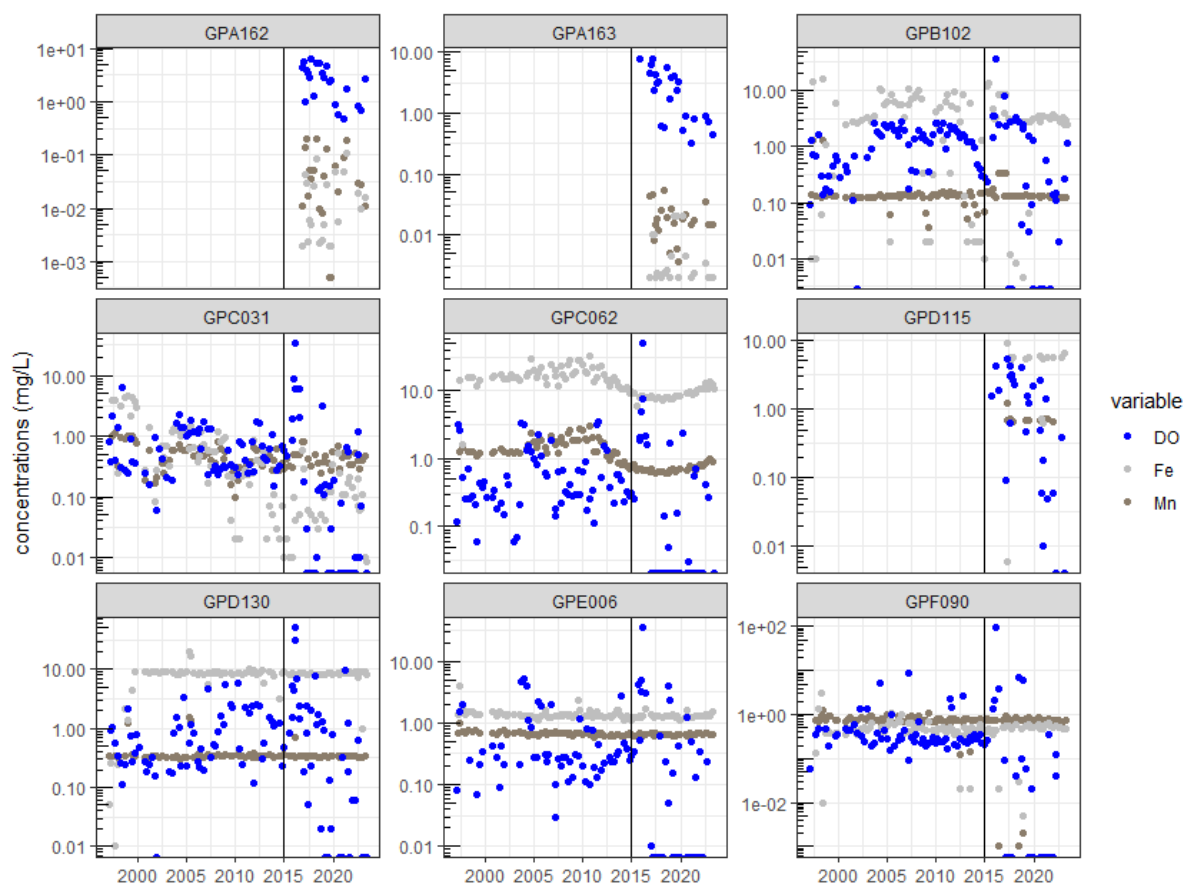 GPA162 GPA163 GPB102
1e+01 1e+00 1e-01 1e-02 1e-03
10.00 1.00 0.10 0.01
10.00 1.00 0.10 0.01
GPC031 GPC062 GPD115
10.00 1.00 0.10 0.01
10.0 1.0 0.1
10.00 1.00 0.10 0.01
GPD130 GPE006 GPF090
10.00 1.00 0.10 0.01
10.00 1.00 0.10 0.01
1e+02 1e+00 1e-02
2000 2005 2010 2015 2020 2000 2005 2010 2015 2020 2000 2005 2010 2015 2020
concentrations (mg/L)
variable
DO
Fe
Mn